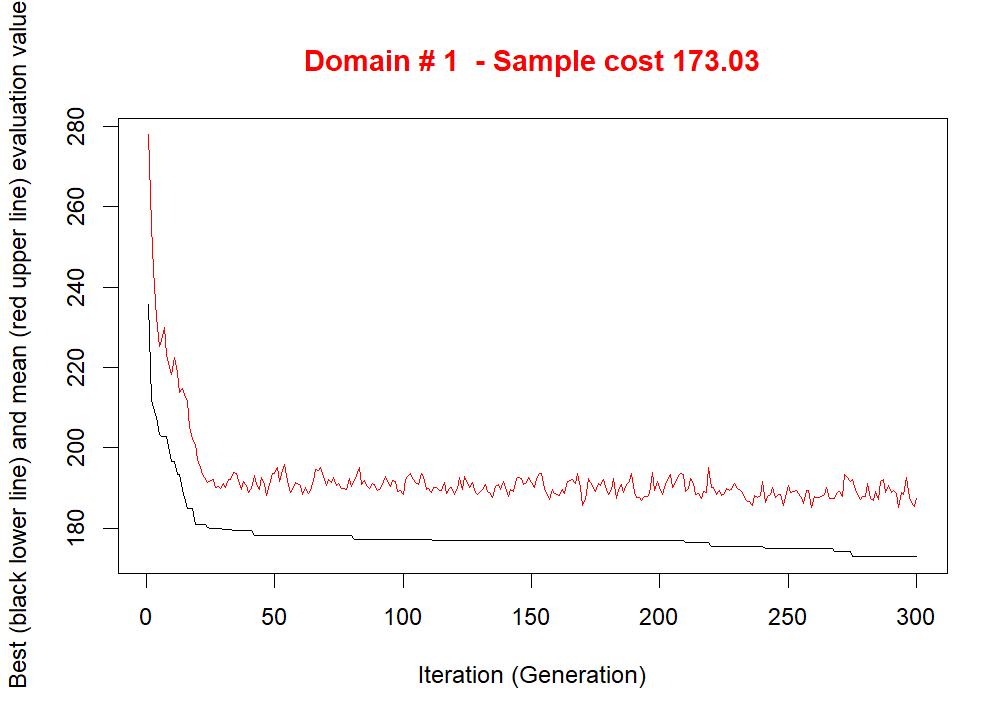 Domain # 1  - Sample cost 173.03
Best (black lower line) and mean (red upper line) evaluation value
280
260
240
220
200
180
0 50 100 150 200 250 300
Iteration (Generation)